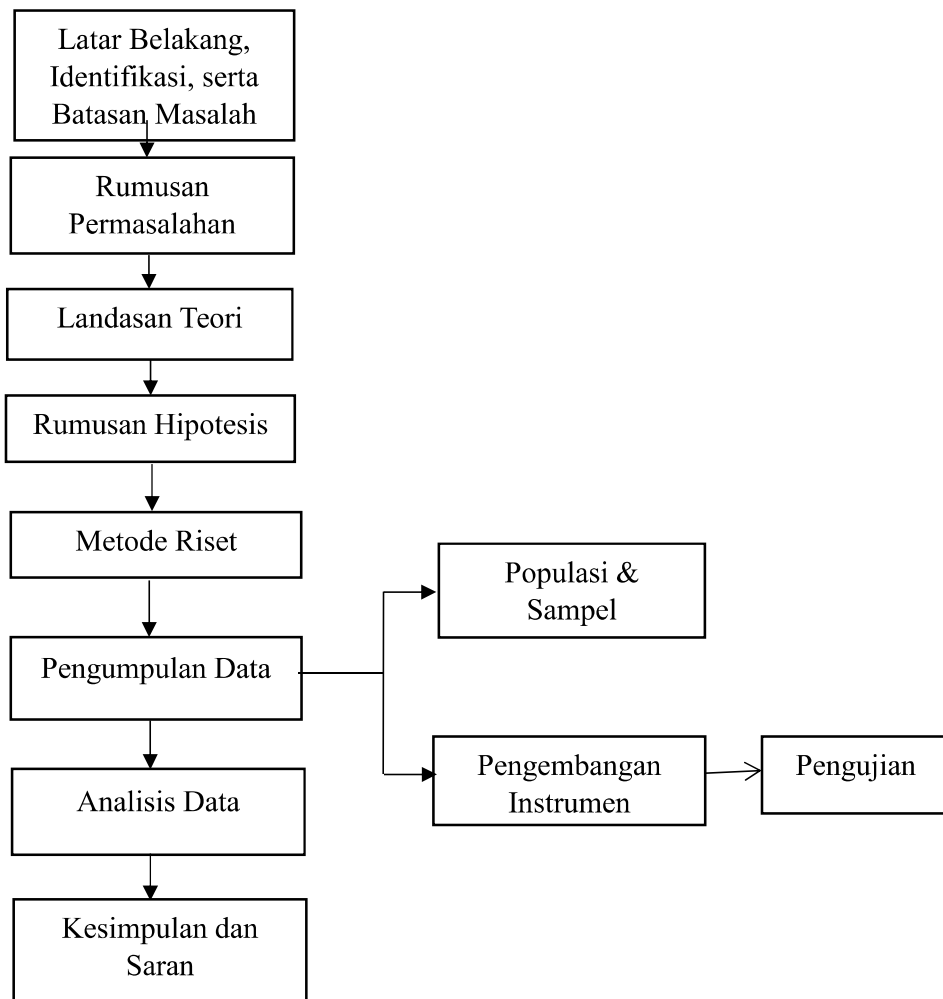 Latar Belakang,
Identifikasi, serta
Batasan Masalah
Rumusan
Permasalahan
Landasan Teori
Rumusan Hipotesis
Metode Riset
Pengumpulan Data
Populasi &
Sampel
Pengembangan
Instrumen
Pengujian
Analisis Data
Kesimpulan dan
Saran